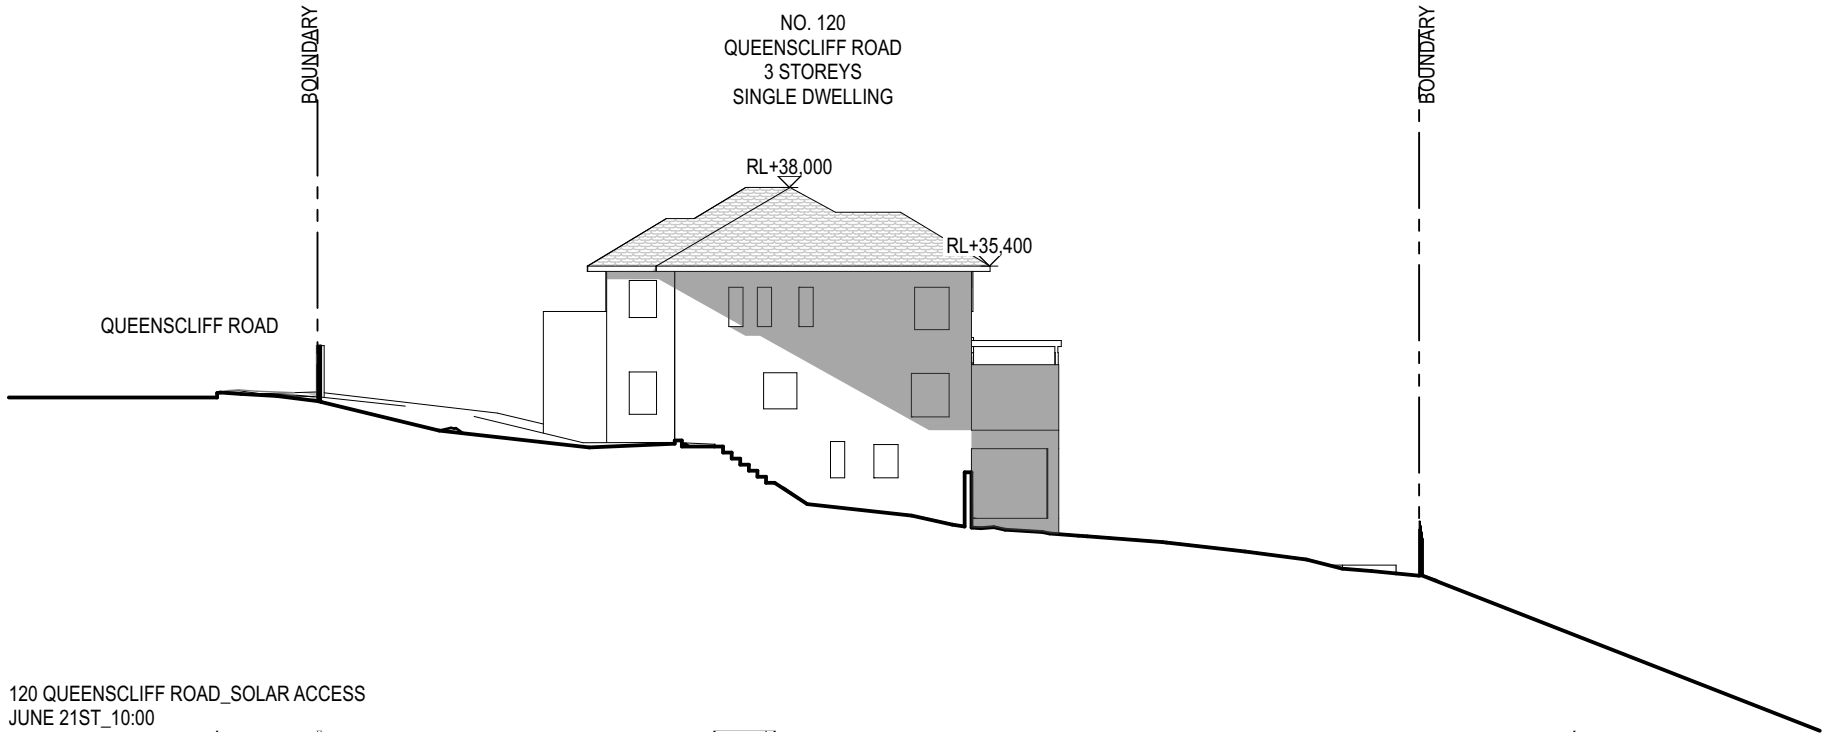 BOUNDARY
NO. 120
QUEENSCLIFF ROAD
3 STOREYS
SINGLE DWELLING
BOUNDARY
RL+38,000
RL+35,400
QUEENSCLIFF ROAD
120 QUEENSCLIFF ROAD_SOLAR ACCESS
JUNE 21ST_10:00